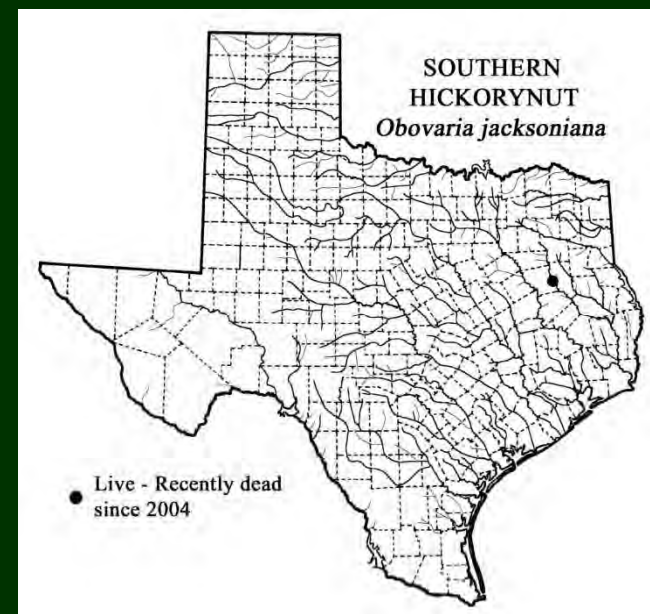 SOUTHERN
HICKORYNUT
Obovaria jacksoniana
Live - Recently dead
since 2004